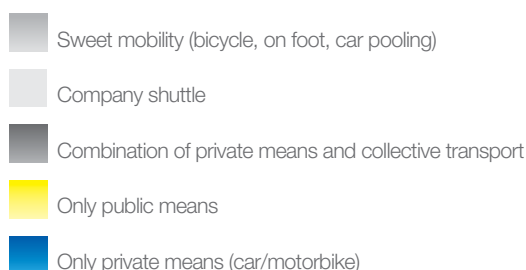 Sweet mobility (bicycle, on foot, car pooling)
Company shuttle
Combination of private means and collective transport
Only public means
Only private means (car/motorbike)